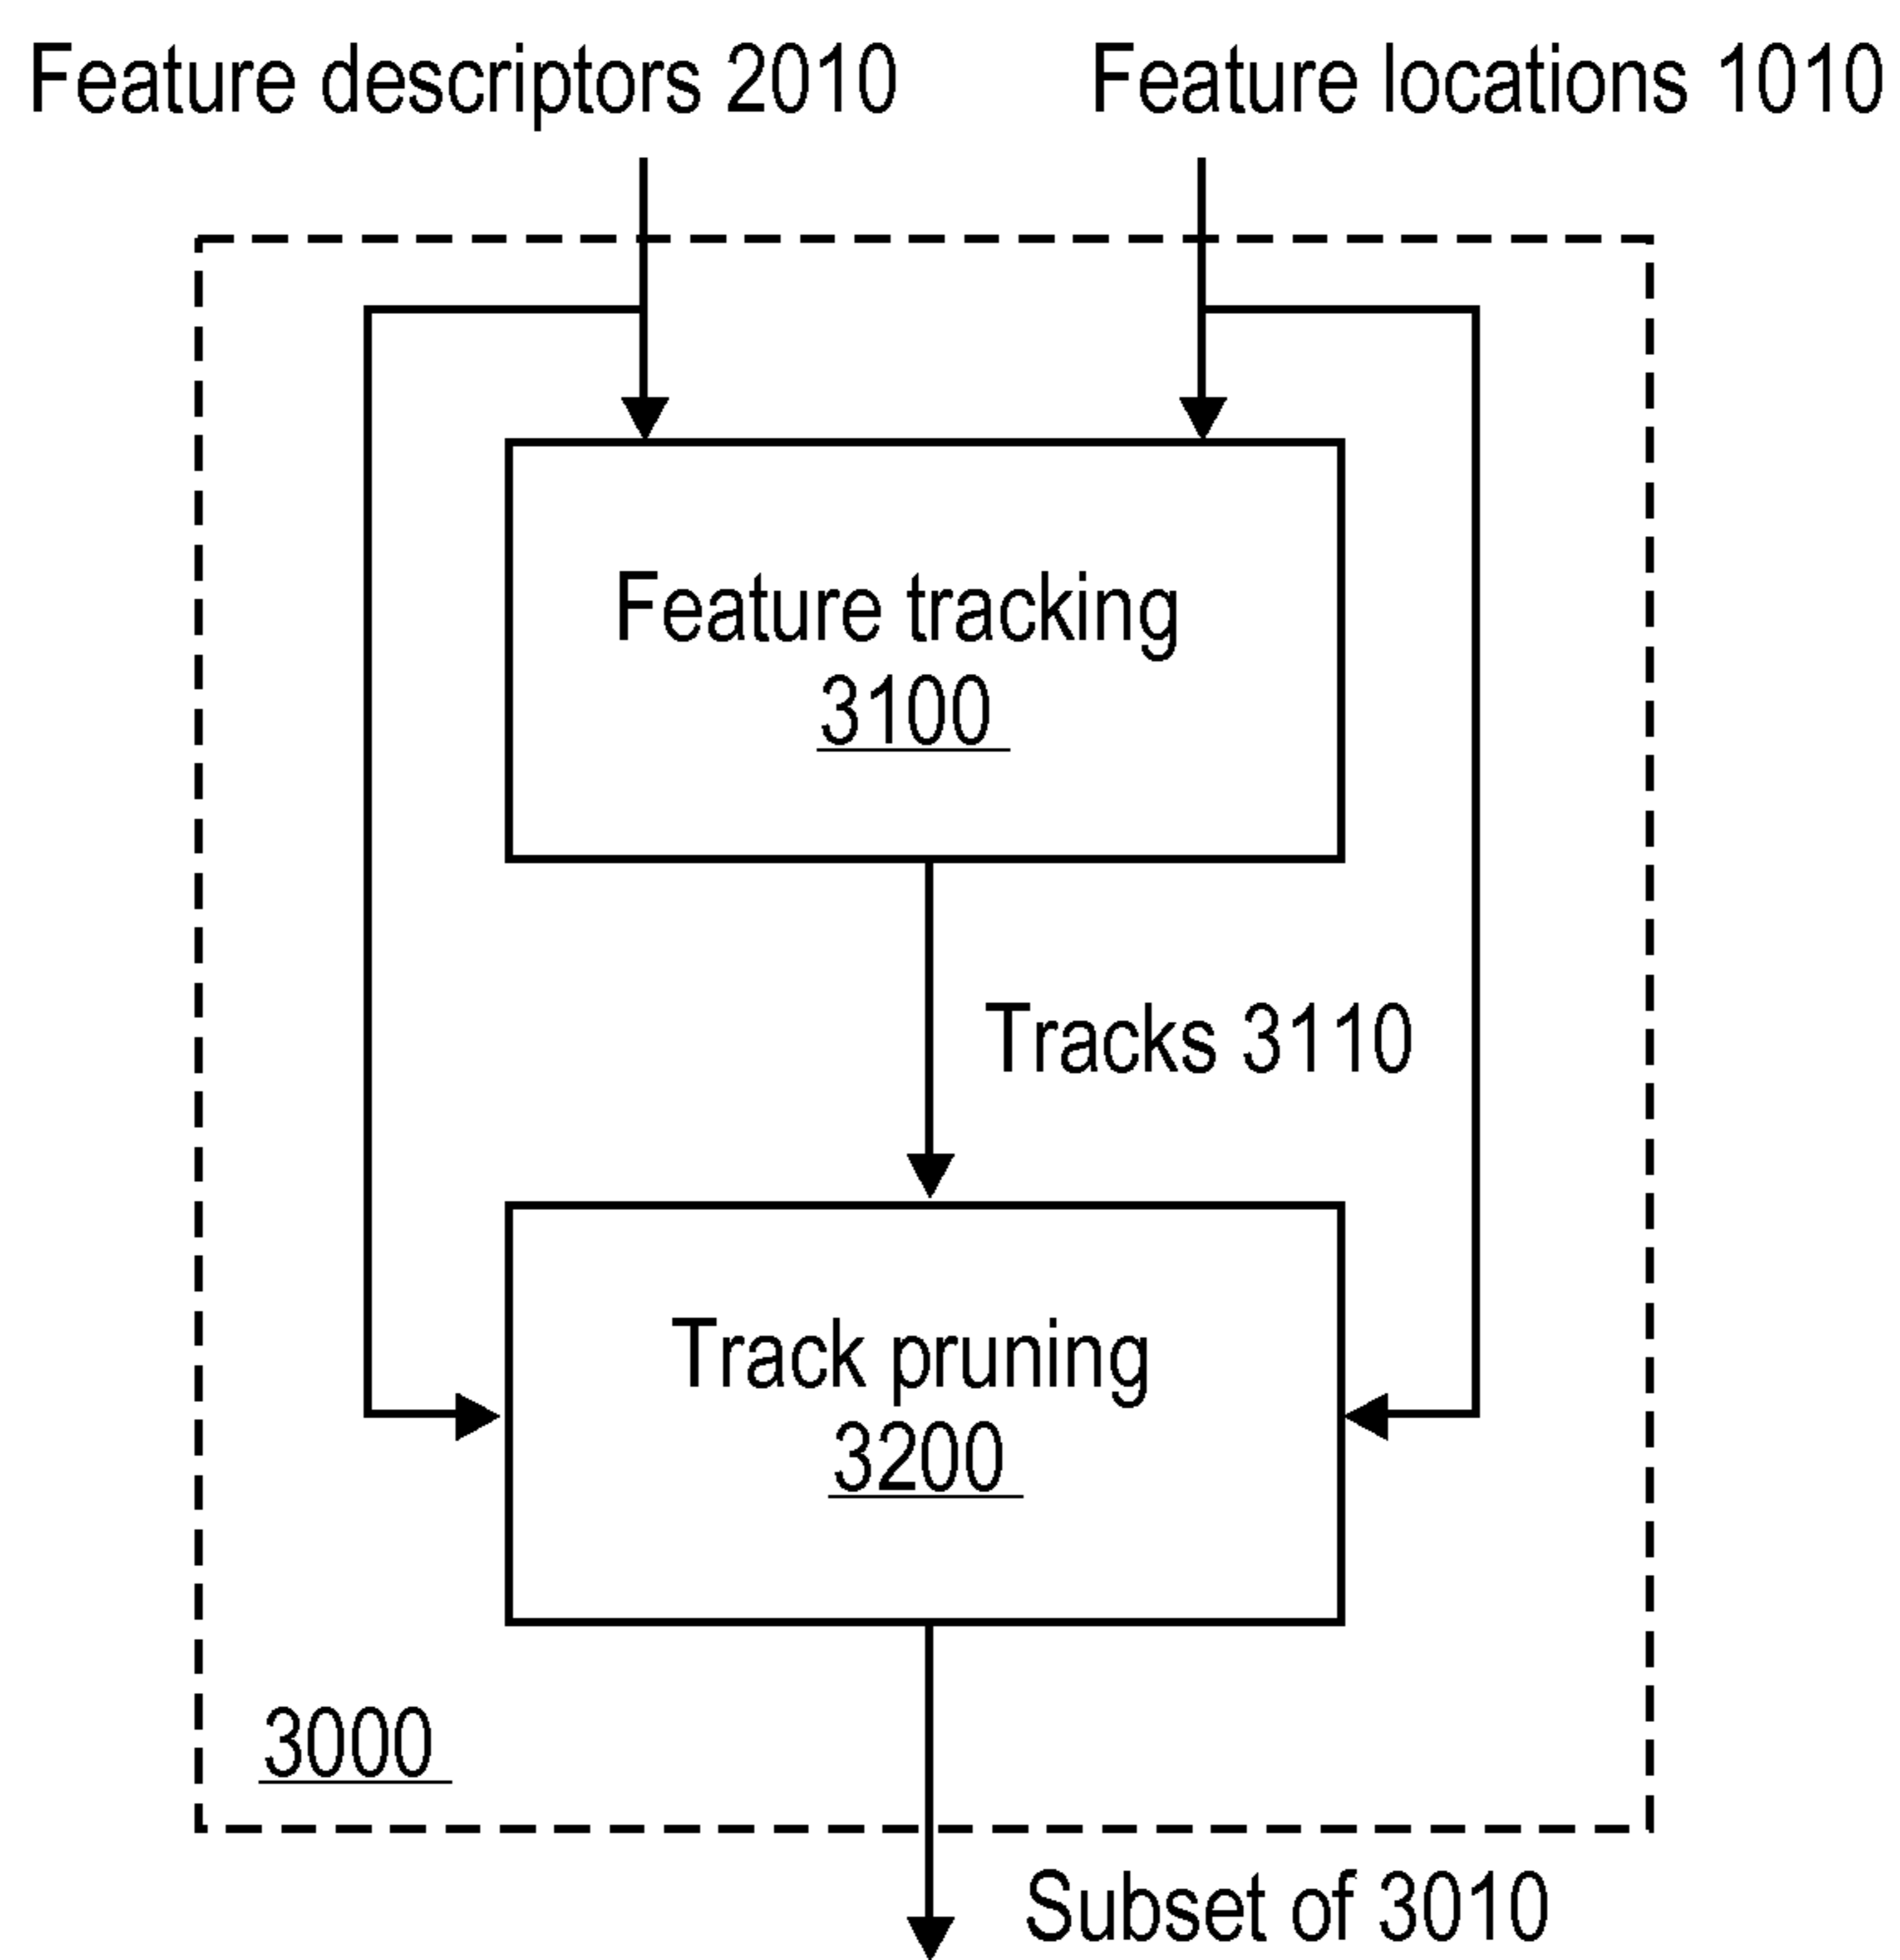 Feature descriptors 2010
Feature locations 1010
Feature tracking
3100
Tracks 3110
Track pruning
3200
3000
Subset of 3010